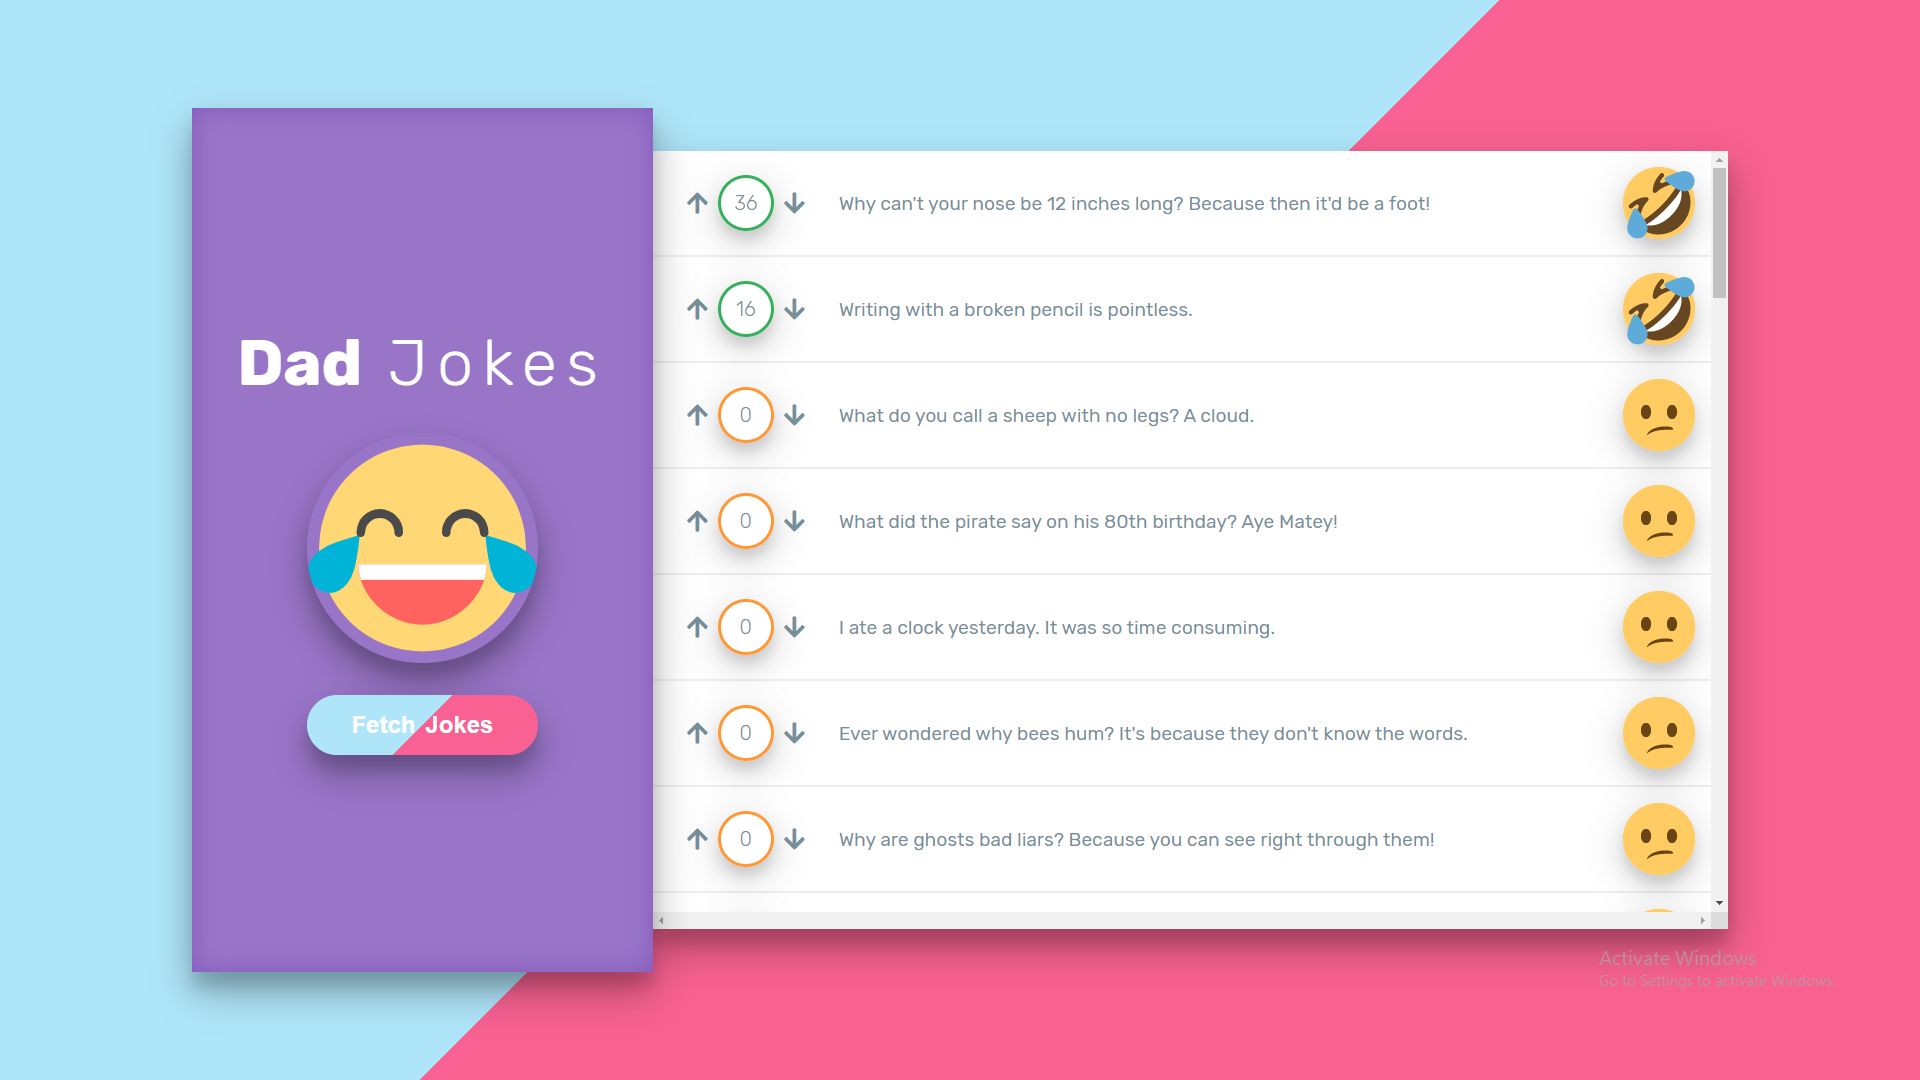 Dad Jokes
Fetch Jokes
36
Why can't your nose be 12 inches long? Because then it'd be a foot!
16
Writing with a broken pencil is pointless.
0
What do you call a sheep with no legs? A cloud.
0
What did the pirate say on his 80th birthday? Aye Matey!
0
I ate a clock yesterday. It was so time consuming.
0
Ever wondered why bees hum? It's because they don't know the words.
0
Why are ghosts bad liars? Because you can see right through them!
Activate Windows
Go to Settings to activate Windows.